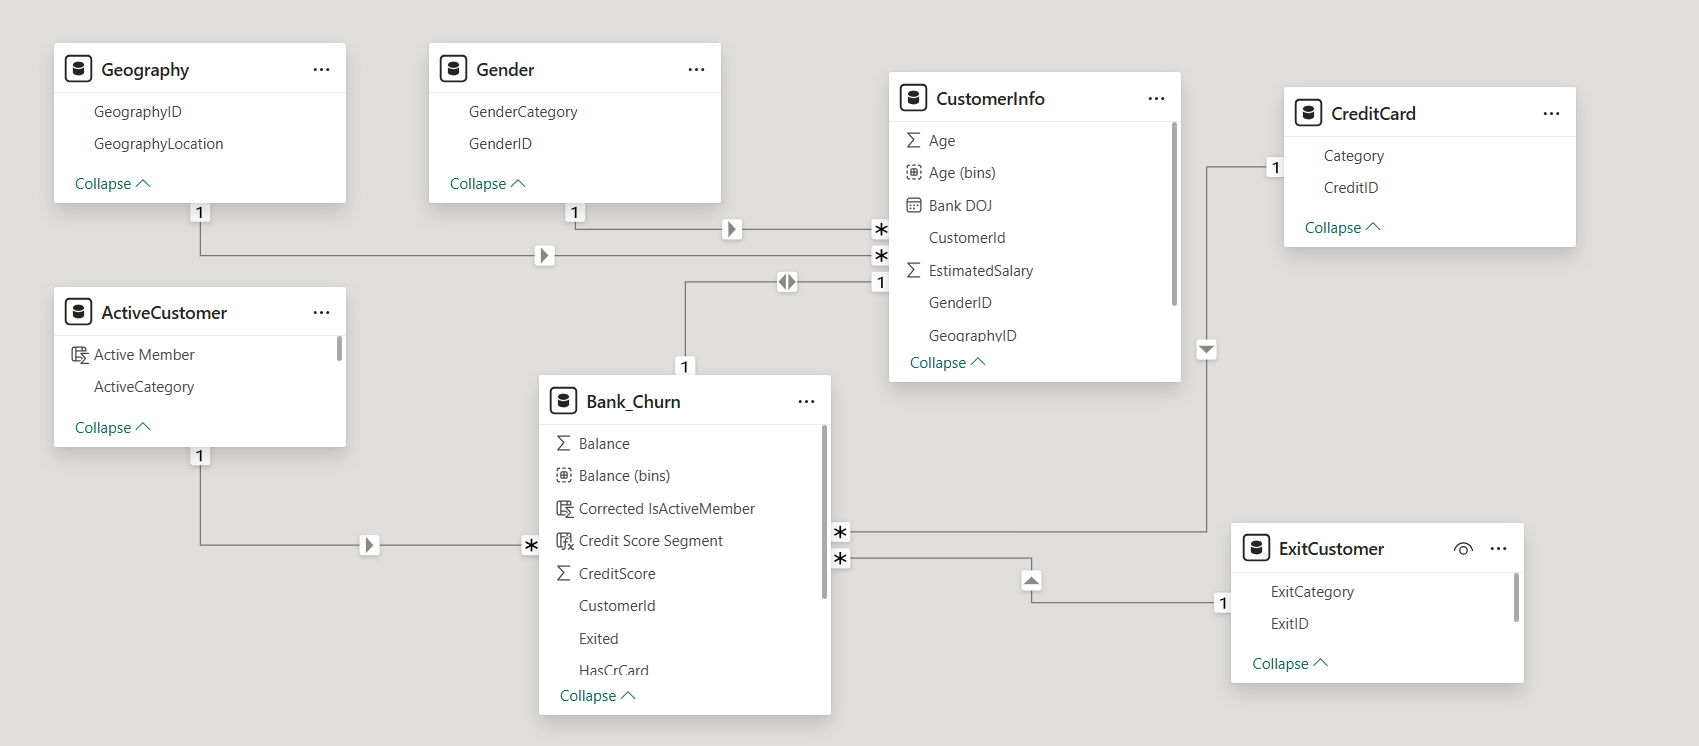 Geography
GeographyID
GeographyLocation
Collapse
1
Gender
GenderCategory
GenderID
Collapse
1
CustomerInfo
Age
Age (bins)
Bank DOJ
CustomerId
EstimatedSalary
GenderID
GeographyID
Collapse
*
*
1
CreditCard
Category
CreditID
Collapse
1
ActiveCustomer
Active Member
ActiveCategory
Collapse
1
Bank_Churn
Balance
Balance (bins)
Corrected IsActiveMember
Credit Score Segment
CreditScore
CustomerId
Exited
HasCrCard
Collapse
1
*
*
*
ExitCustomer
ExitCategory
ExitID
Collapse
1